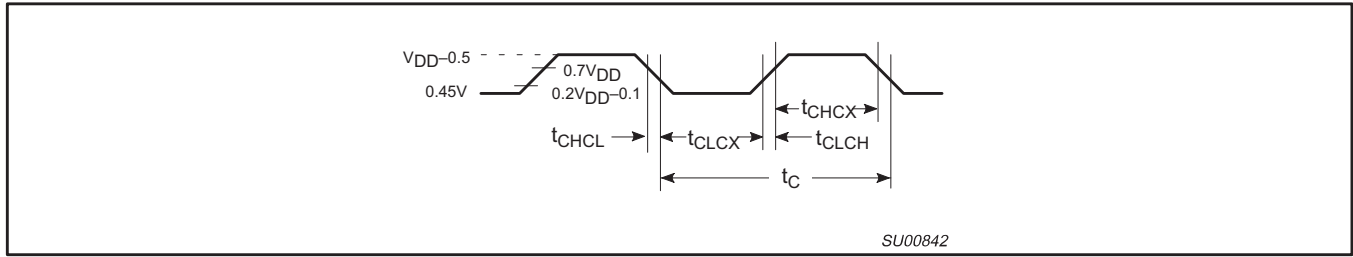 VDD–0.5
0.7VDD
0.45V
0.2VDD–0.1
tCHCX
tCHCL
tCLCX
tCLCH
tC
SU00842